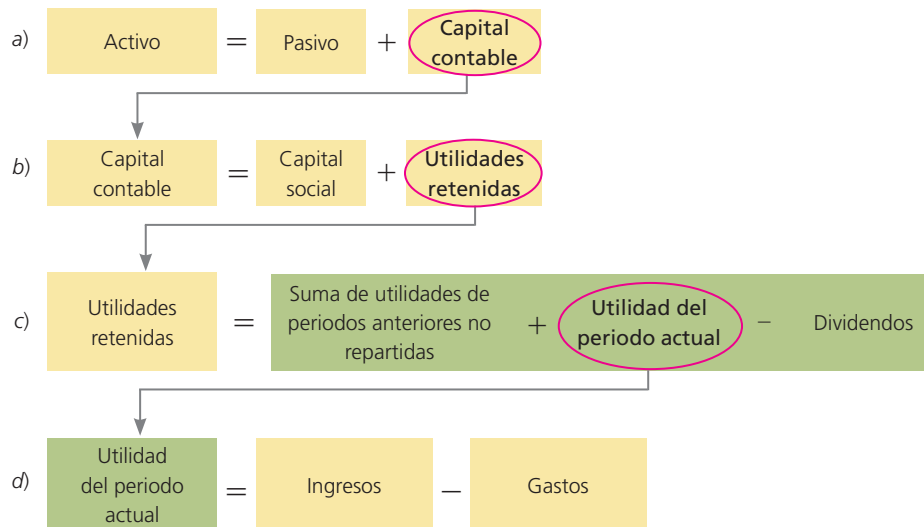 a) Activo = Pasivo + Capital
contable
b) Capital
contable = Capital
social + Utilidades
retenidas
c) Utilidades
retenidas = Suma de utilidades de
periodos anteriores no
repartidas + Utilidad del
periodo actual – Dividendos
d) Utilidad
del periodo
actual = Ingresos – Gastos